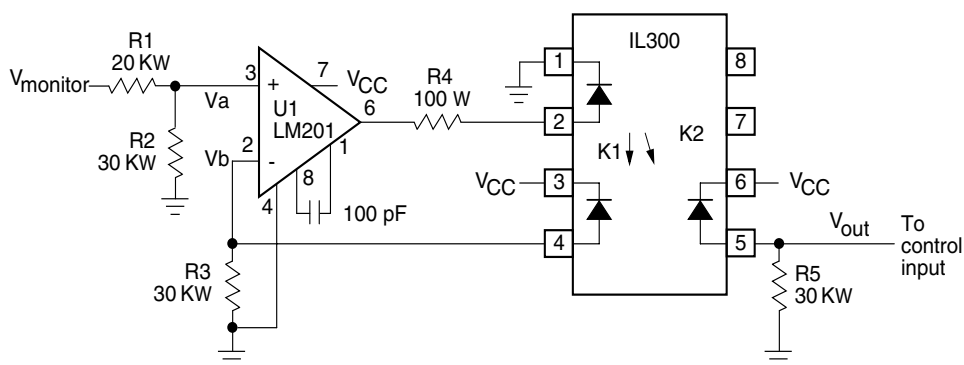 IL300
R1
20 KW
V monitor
Va
3
+
7
VCC
U1
LM201
6
R4
100 W
1
8
2
7
K1
K2
R2
30 KW
Vb
2
-
1
8
4
100 pF
VCC
3
6
VCC
4
5
Vout
To
control
input
R3
30 KW
R5
30 KW